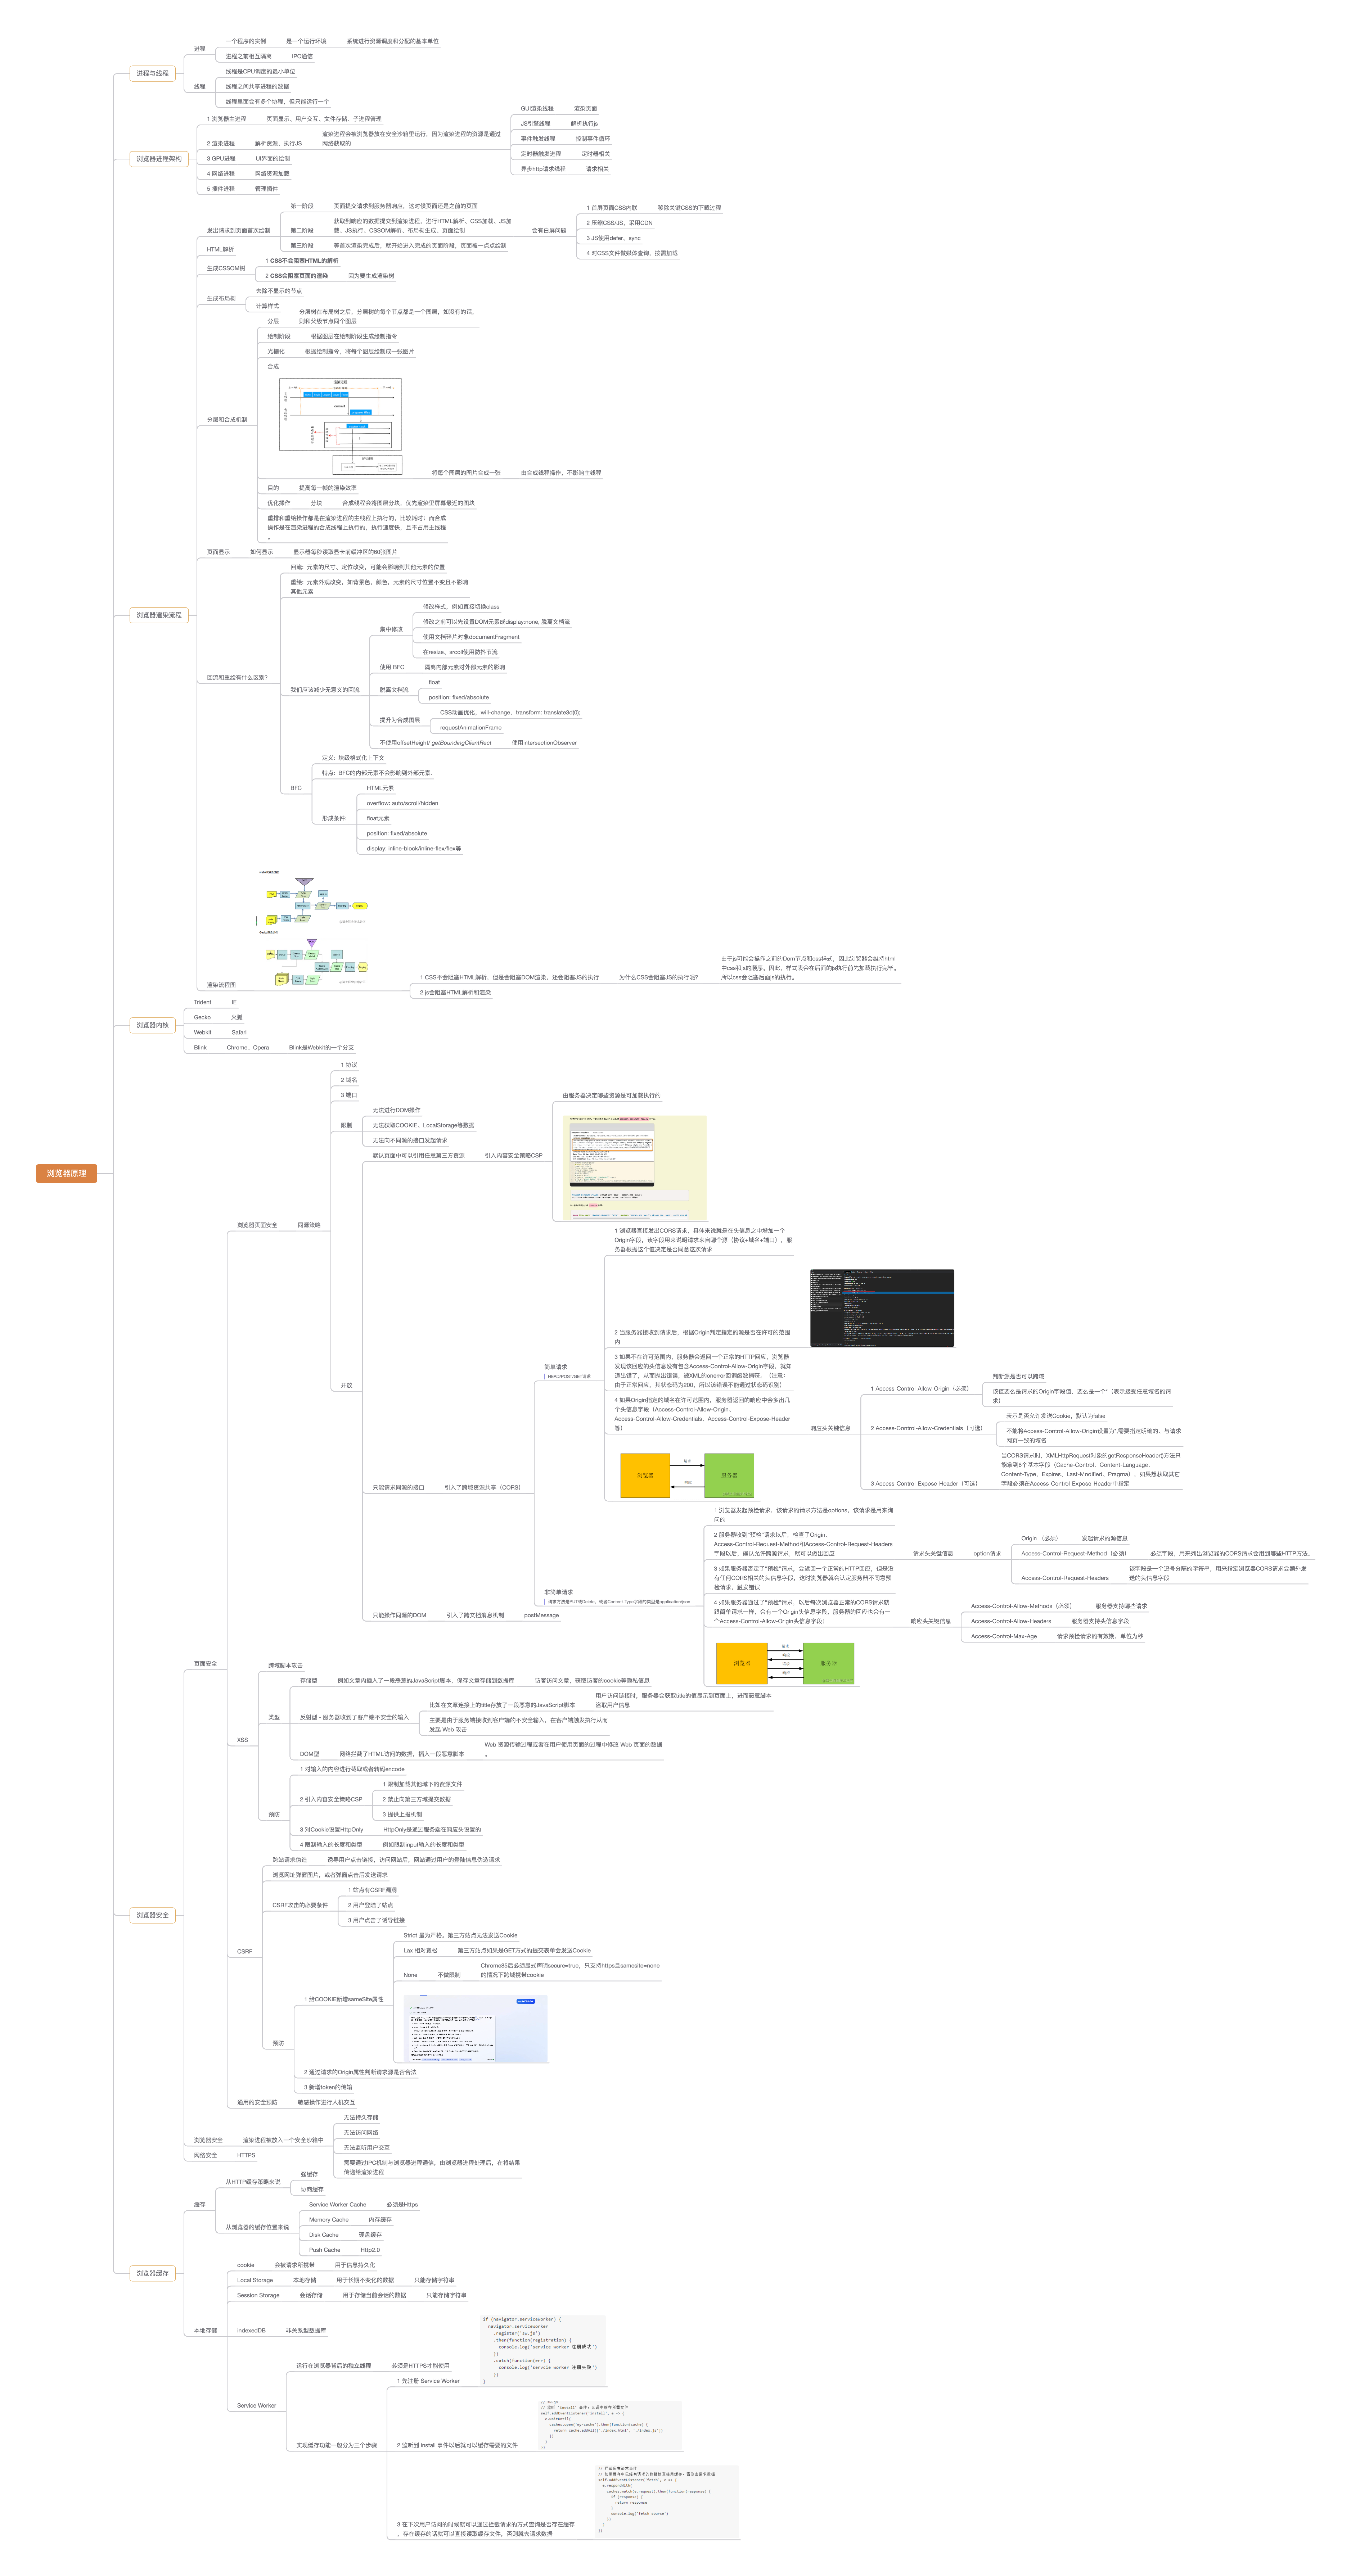 浏览器原理
进程与线程
进程
一个程序的实例
是一个运行环境
系统进行资源调度和分配的基本单位
进程之前相互隔离
IPC通信
线程
线程是CPU调度的最小单位
线程之间共享进程的数据
线程里面会有多个协程，但只能运行一个
浏览器进程架构
1 浏览器主进程
页面显示、用户交互、文件存储、子进程管理
2 渲染进程
解析资源、执行JS
渲染进程会被浏览器放在安全沙箱里运行，因为渲染进程的资源是通过
网络获取的
GUI渲染线程
渲染页面
JS引擎线程
解析执行js
事件触发线程
控制事件循环
定时器触发进程
定时器相关
异步http请求线程
请求相关
3 GPU进程
UI界面的绘制
4 网络进程
网络资源加载
5 插件进程
管理插件
浏览器渲染流程
发出请求到页面首次绘制
第一阶段
页面提交请求到服务器响应，这时候页面还是之前的页面
第二阶段
获取到响应的数据提交到渲染进程，进行HTML解析、CSS加载、JS加
载、JS执行、CSSOM解析、布局树生成、页面绘制
会有白屏问题
1 首屏页面CSS内联
移除关键CSS的下载过程
2 压缩CSS/JS、采用CDN
3 JS使用defer、sync
4 对CSS文件做媒体查询，按需加载
第三阶段
等首次渲染完成后，就开始进入完成的页面阶段，页面被一点点绘制
HTML解析
生成CSSOM树
1 CSS不会阻塞HTML的解析
2 CSS会阻塞页面的渲染
因为要生成渲染树
生成布局树
去除不显示的节点
计算样式
分层和合成机制
分层
分层树在布局树之后，分层树的每个节点都是一个图层，如没有的话，
则和父级节点同个图层
绘制阶段
根据图层在绘制阶段生成绘制指令
光栅化
根据绘制指令，将每个图层绘制成一张图片
合成
渲染进程
将每个图层的图片合成一张
由合成线程操作，不影响主线程
目的
提高每一帧的渲染效率
优化操作
分块
合成线程会将图层分块，优先渲染里屏幕最近的图块
重排和重绘操作都是在渲染进程的主线程上执行的，比较耗时；而合成
操作是在渲染进程的合成线程上执行的，执行速度快，且不占用主线程
。
页面显示
如何显示
显示器每秒读取显卡前缓冲区的60张图片
回流和重绘有什么区别?
回流：元素的尺寸、定位改变，可能会影响到其他元素的位置
重绘：元素外观改变，如背景色，颜色，元素的尺寸位置不变且不影响
其他元素
我们应该减少无意义的回流
集中修改
修改样式，例如直接切换class
修改之前可以先设置DOM元素成display:none, 脱离文档流
使用文档碎片对象documentFragment
在resize、srcoll使用防抖节流
使用 BFC
隔离内部元素对外部元素的影响
脱离文档流
float
position: fixed/absolute
提升为合成图层
CSS动画优化，will-change、transform: translate3d(0);
requestAnimationFrame
不使用offsetHeight/ getBoundingClientRect
使用IntersectionObserver
BFC
定义：块级格式化上下文
特点：BFC的内部元素不会影响到外部元素.
形成条件:
HTML元素
overflow: auto/scroll/hidden
float元素
position: fixed/absolute
display: inline-block/inline-flex/flex等
渲染流程图
1 CSS不会阻塞HTML解析，但是会阻塞DOM渲染，还会阻塞JS的执行
为什么CSS会阻塞JS的执行呢?
由于js可能会操作之前的Dom节点和css样式，因此浏览器会维持html
中css和js的顺序。因此，样式表会在后面的js执行前先加载执行完毕。
所以css会阻塞后面js的执行。
2 js会阻塞HTML解析和渲染
浏览器内核
Trident
IE
Gecko
火狐
Webkit
Safari
Blink
Chrome、Opera
Blink是Webkit的一个分支
浏览器安全
页面安全
浏览器页面安全
同源策略
1 协议
2 域名
3 端口
限制
无法进行DOM操作
无法获取COOKIE、LocalStorage等数据
无法向不同源的接口发起请求
开放
默认页面中可以引用任意第三方资源
引入内容安全策略CSP
由服务器决定哪些资源是可加载执行的
只能请求同源的接口
引入了跨域资源共享（CORS）
简单请求
HEAD/POST/GET请求
1 浏览器直接发出CORS请求，具体来说就是在头信息之中增加一个
Origin字段，该字段用来说明请求来自哪个源（协议+域名+端口），服
务器根据这个值决定是否同意这次请求
2 当服务器接收到请求后，根据Origin判定指定的源是否在许可的范围
内
3 如果不在许可范围内，服务器会返回一个正常的HTTP回应，浏览器
发现该回应的头信息没有包含Access-Control-Allow-Origin字段，就知
道出错了，从而抛出错误，被XML的onerror回调函数捕获，（注意：
由于正常回应，其状态码为200，所以该错误不能通过状态码识别）
4 如果Origin指定的域名在许可范围内，服务器返回的响应中会多出几
个头信息字段（Access-Control-Allow-Origin、
Access-Control-Allow-Credentials、Access-Control-Expose-Header
等）
响应头关键信息
1 Access-Control-Allow-Origin（必须）
判断源是否可以跨域
该值要么是请求的Origin字段值，要么是一个*（表示接受任意域名的请
求）
2 Access-Control-Allow-Credentials（可选）
表示是否允许发送Cookie，默认为false
不能将Access-Control-Allow-Origin设置为*,需要指定明确的、与请求
网页一致的域名
3 Access-Control-Expose-Header（可选）
当CORS请求时，XMLHttpRequest对象的getResponseHeader()方法只
能拿到6个基本字段（Cache-Control、Content-Language、
Content-Type、Expires、Last-Modified、Pragma），如果想获取其它
字段必须在Access-Control-Expose-Header中指定
浏览器
服务器
非简单请求
请求方法是PUT或Delete，或者Content-Type字段的类型是application/json
1 浏览器发起预检请求，该请求的请求方法是options，该请求是用来询
问的
2 服务器收到“预检”请求以后，检查了Origin、
Access-Control-Request-Method和Access-Control-Request-Headers
字段以后，确认允许跨源请求，就可以做出回应
请求头关键信息
option请求
Origin （必须）
发起请求的源信息
Access-Control-Request-Method（必须）
必须字段，用来列出浏览器的CORS请求会用到哪些HTTP方法。
Access-Control-Request-Headers
该字段是一个逗号分隔的字符串，用来指定浏览器CORS请求会额外发
送的头信息字段
3 如果服务器否定了“预检”请求，会返回一个正常的HTTP回应，但是没
有任何CORS相关的头信息字段，这时浏览器就会认定服务器不同意预
检请求，触发错误
4 如果服务器通过了“预检”请求，以后每次浏览器正常的CORS请求就
跟简单请求一样，会有一个Origin头信息字段，服务器的回应也会有一
个Access-Control-Allow-Origin头信息字段；
响应头关键信息
Access-Control-Allow-Methods（必须）
服务器支持哪些请求
Access-Control-Allow-Headers
服务器支持头信息字段
Access-Control-Max-Age
请求预检请求的有效期，单位为秒
浏览器
服务器
只能操作同源的DOM
引入了跨文档消息机制
postMessage
XSS
跨域脚本攻击
类型
存储型
例如文章内插入了一段恶意的JavaScript脚本，保存文章存储到数据库
访客访问文章，获取访客的cookie等隐私信息
反射型 - 服务器收到了客户端不安全的输入
比如在文章连接上的title存放了一段恶意的JavaScript脚本
用户访问链接时，服务器会获取title的值显示到页面上，进而恶意脚本
盗取用户信息
主要是由于服务端接收到客户端的不安全输入，在客户端触发执行从而
发起 Web 攻击
DOM型
网络拦截了HTML访问的数据，插入一段恶意脚本
Web 资源传输过程或者在用户使用页面的过程中修改 Web 页面的数据
。
预防
1 对输入的内容进行截取或者转码encode
2 引入内容安全策略CSP
1 限制加载其他域下的资源文件
2 禁止向第三方域提交数据
3 提供上报机制
3 对Cookie设置HttpOnly
HttpOnly是通过服务端在响应头设置的
4 限制输入的长度和类型
例如限制input输入的长度和类型
CSRF
跨站请求伪造
诱导用户点击链接，访问网站后，网站通过用户的登陆信息伪造请求
浏览网址弹窗图片，或者弹窗点击后发送请求
CSRF攻击的必要条件
1 站点有CSRF漏洞
2 用户登陆了站点
3 用户点击了诱导链接
预防
1 给COOKIE新增sameSite属性
Strict 最为严格。第三方站点无法发送Cookie
Lax 相对宽松
第三方站点如果是GET方式的提交表单会发送Cookie
None
不做限制
Chrome85后必须显式声明secure=true，只支持https且samesite=none
的情况下跨域携带cookie
2 通过请求的Origin属性判断请求源是否合法
3 新增token的传输
通用的安全预防
敏感操作进行人机交互
浏览器安全
渲染进程被放入一个安全沙箱中
无法持久存储
无法访问网络
无法监听用户交互
需要通过IPC机制与浏览器进程通信，由浏览器进程处理后，在将结果
传递给渲染进程
网络安全
HTTPS
浏览器缓存
缓存
从HTTP缓存策略来说
强缓存
协商缓存
从浏览器的缓存位置来说
Service Worker Cache
必须是Https
Memory Cache
内存缓存
Disk Cache
硬盘缓存
Push Cache
Http2.0
本地存储
cookie
会被请求所携带
用于信息持久化
Local Storage
本地存储
用于长期不变化的数据
只能存储字符串
Session Storage
会话存储
用于存储当前会话的数据
只能存储字符串
indexedDB
非关系型数据库
Service Worker
运行在浏览器背后的独立线程
必须是HTTPS才能使用
实现缓存功能一般分为三个步骤
1 先注册 Service Worker
if (navigator.serviceWorker) {
navigator.serviceWorker
.register('sw.js')
.then(function(registration) {
console.log('service worker 注册成功')
})
.catch(function(err) {
console.log('servcie worker 注册失败')
})
}
2 监听到 install 事件以后就可以缓存需要的文件
// sw.js
// 监听 `install` 事件，回调中缓存所需文件
self.addEventListener('install', e => {
e.waitUntil(
caches.open('my-cache').then(function(cache) {
return cache.addAll(['./index.html', './index.js'])
})
)
})
3 在下次用户访问的时候就可以通过拦截请求的方式查询是否存在缓存
，存在缓存的话就可以直接读取缓存文件，否则就去请求数据
// 拦截所有请求事件
// 如果缓存中已经有请求的数据就直接用缓存，否则去请求数据
self.addEventListener('fetch', e => {
e.respondWith(
caches.match(e.request).then(function(response) {
if (response) {
return response
}
console.log('fetch source')
})
)
})